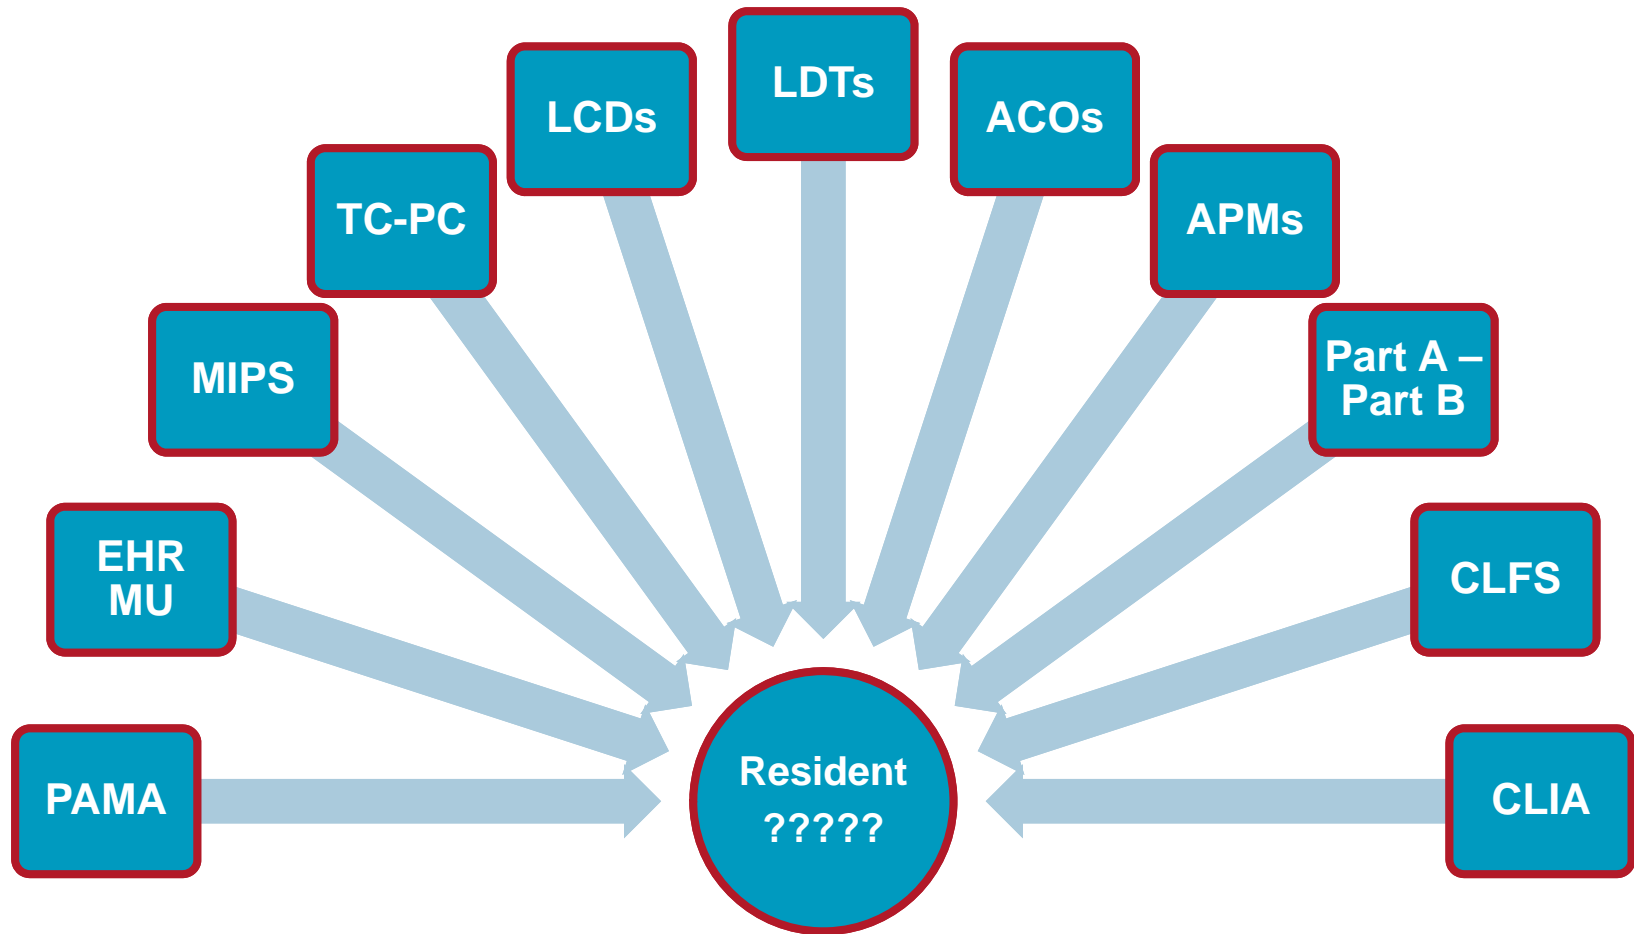 LDTs
LCDs
ACOs
TC-PC
APMs
MIPS
Part A –
Part B
EHR
MU
CLFS
PAMA
Resident
?????
CLIA